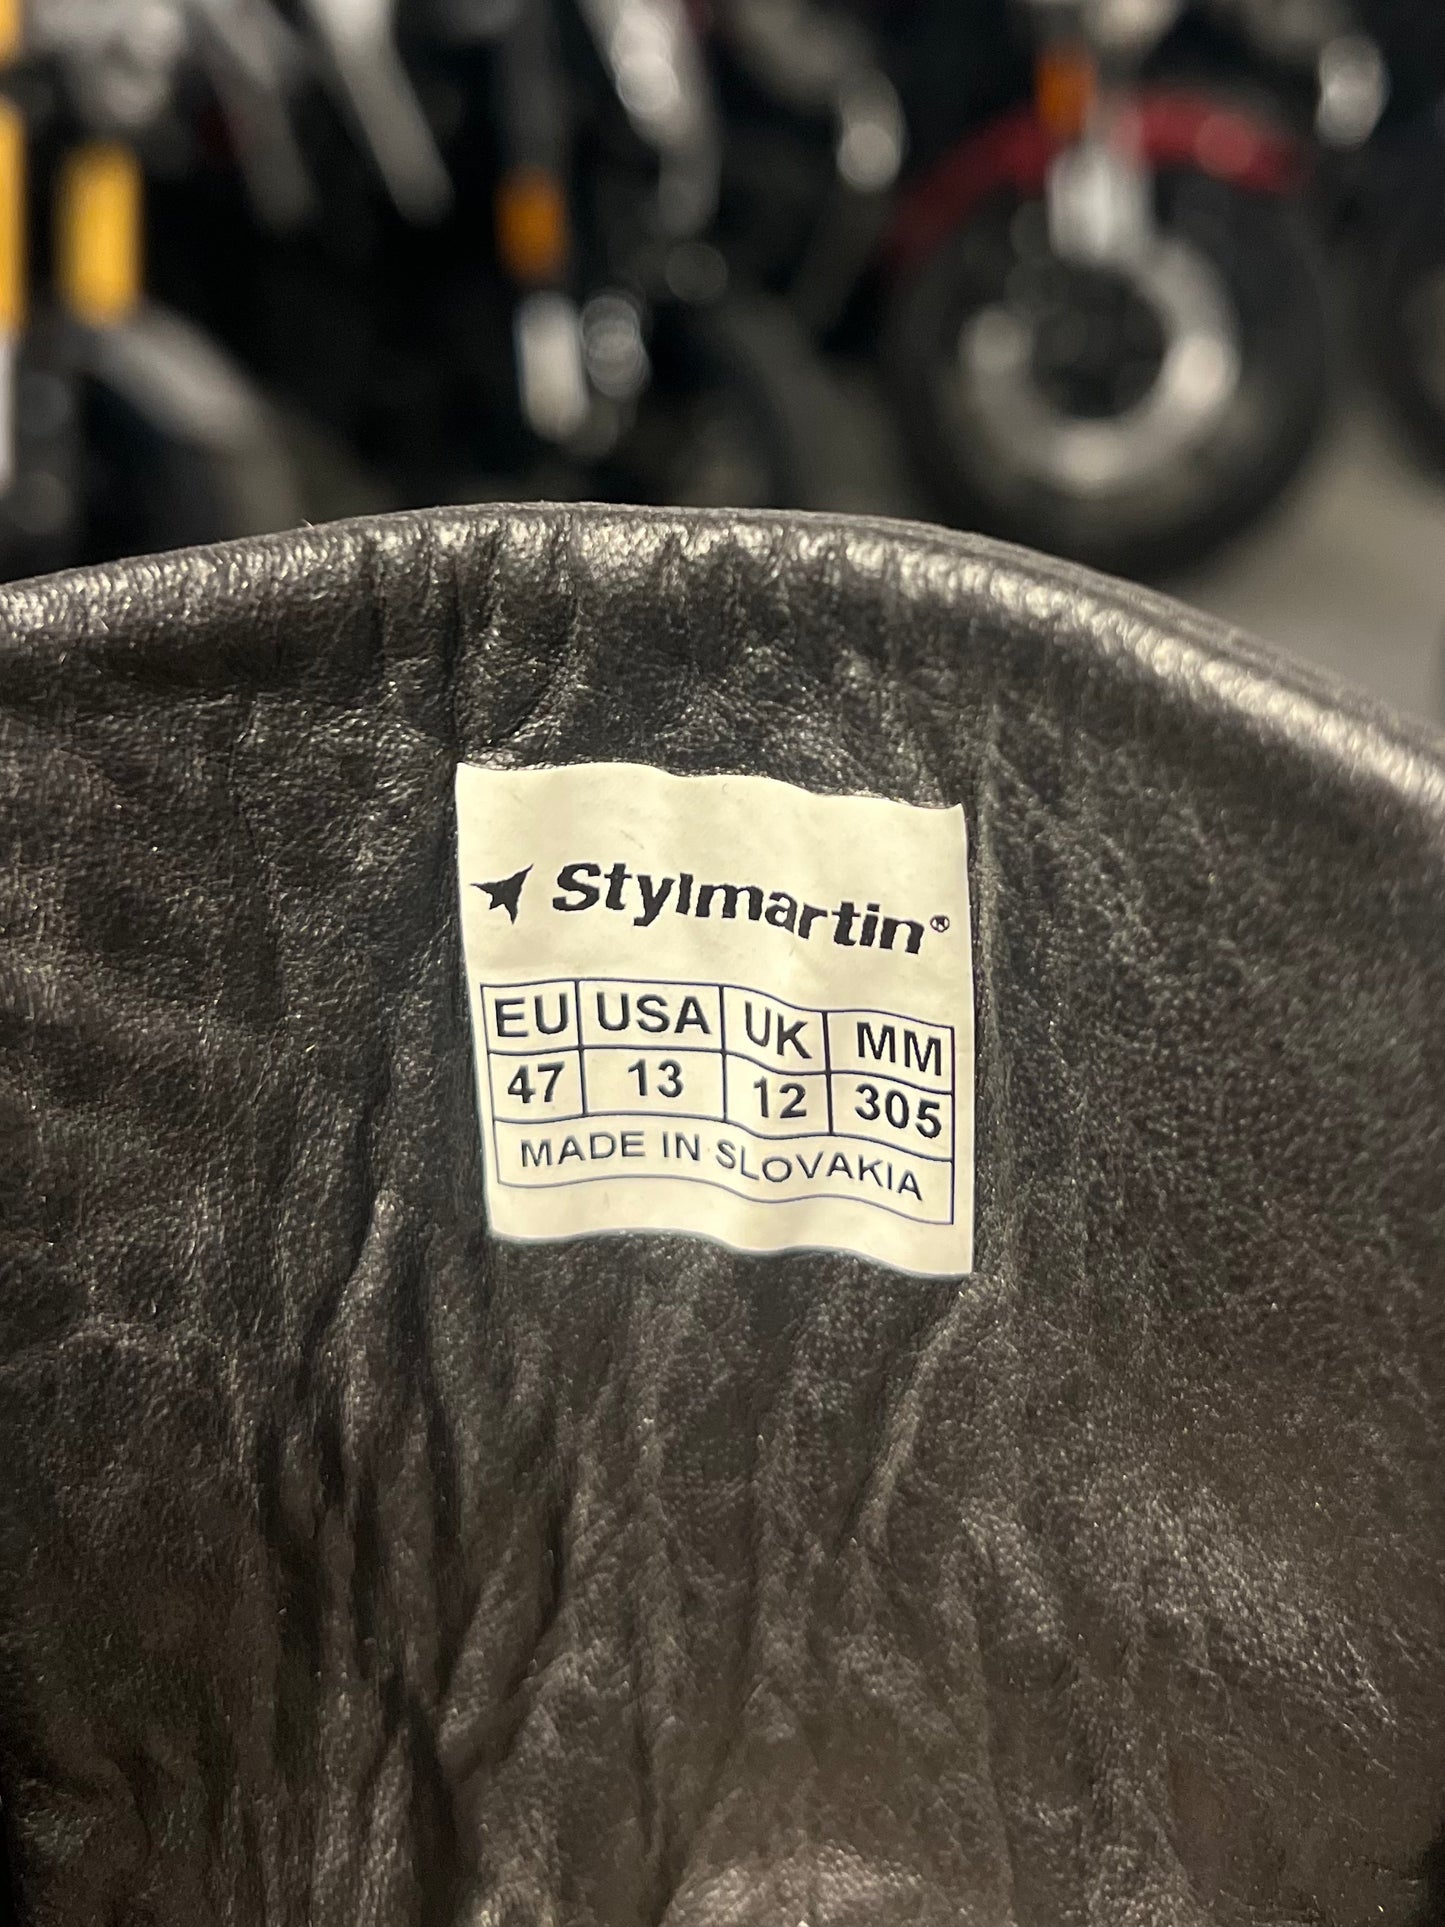 Stylmartin®
EU USA UK MM
47 13 12 305
MADE IN SLOVAKIA